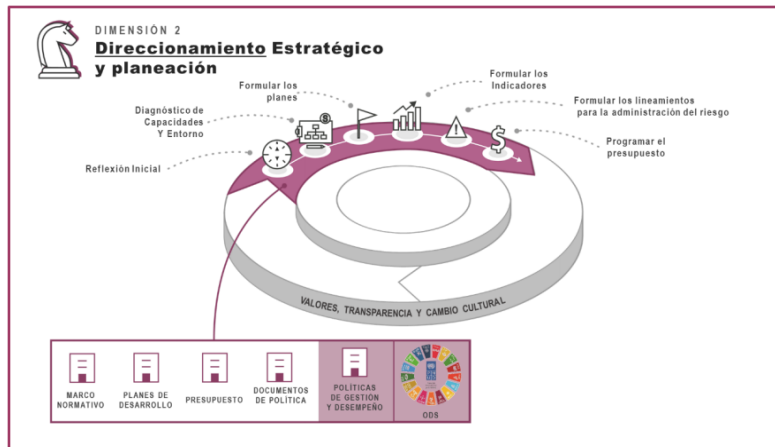 DIMENSIÓN 2
Direccionamiento Estratégico
y planeación
Formular los
planes
Formular los
Indicadores
Diagnóstico de
Capacidades
Y Entorno
Formular los lineamientos
para la administración del riesgo
Reflexión Inicial
Programar el
presupuesto
VALORES, TRANSPARENCIA Y CAMBIO CULTURAL
MARCO
NORMATIVO
PLANES DE
DESARROLLO
PRESUPUESTO
DOCUMENTOS
DE POLÍTICA
POLÍTICAS
DE GESTIÓN
Y DESEMPEÑO
ODS